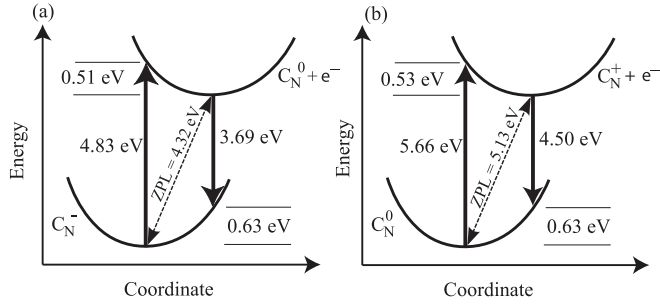 (a)
Energy
0.51 eV
C_N^0 + e^-
4.83 eV
ZPL = 4.32 eV
3.69 eV
C_N^-
0.63 eV
Coordinate
(b)
Energy
0.53 eV
C_N^+ + e^-
5.66 eV
ZPL = 5.13 eV
4.50 eV
C_N^0
0.63 eV
Coordinate